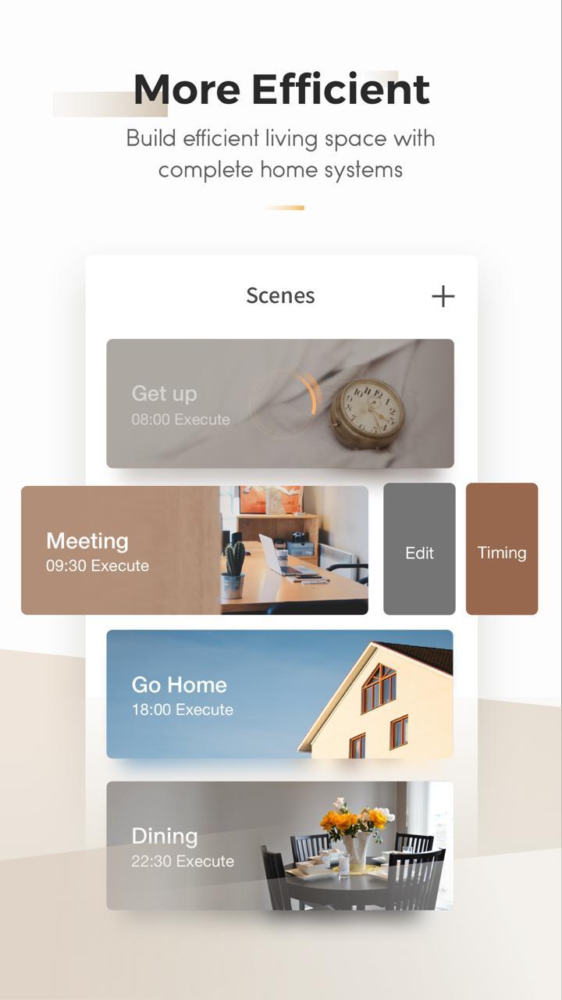 More Efficient
Build efficient living space with
complete home systems
Scenes
Get up
08:00 Execute
Meeting
09:30 Execute
Edit
Timing
Go Home
18:00 Execute
Dining
22:30 Execute